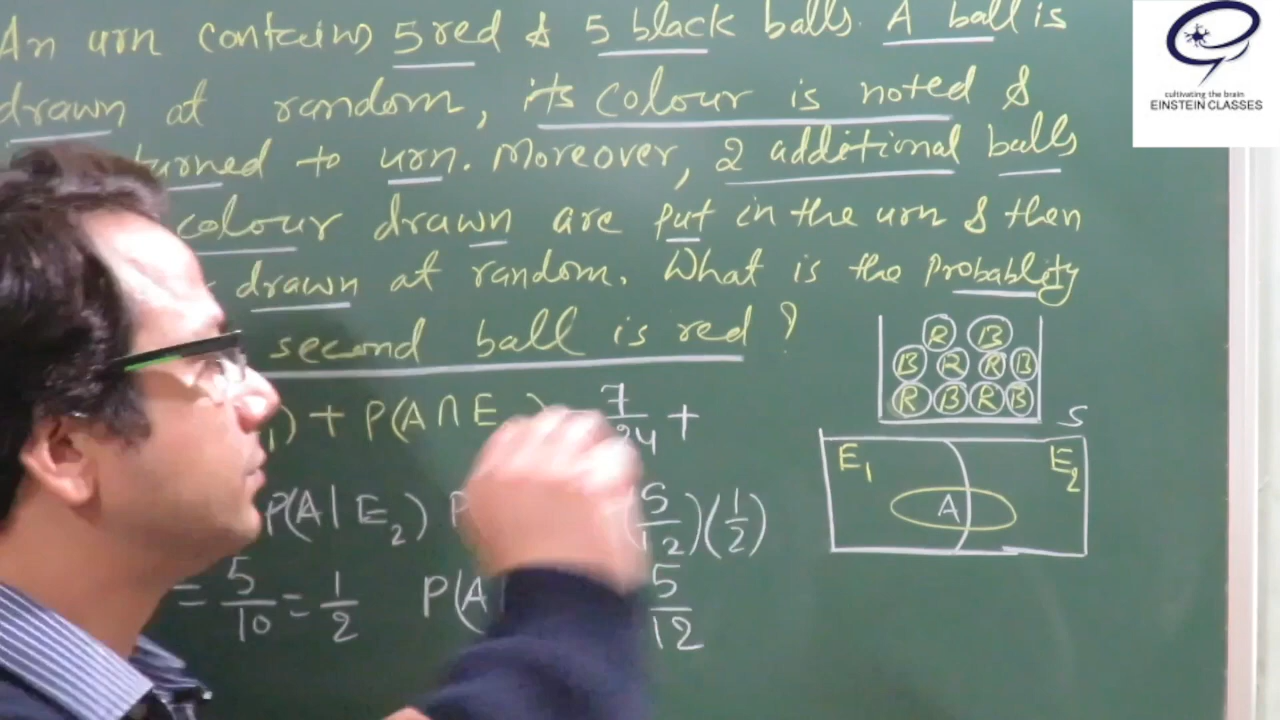 An urn contains 5 red & 5 black balls. A ball is
drawn at random, its colour is noted &
turned to urn. Moreover, 2 additional balls
colour drawn are put in the urn & then
drawn at random. What is the Probablity
second ball is red ?
1) + P(A ∩ E ) = 7/24 +
P(A | E₂) P (5/12)(1/2)
= 5/10 = 1/2 P(A 5/12
R B
B R R B
R B R B
S
E₁ E₂
A
cultivating the brain
EINSTEIN CLASSES